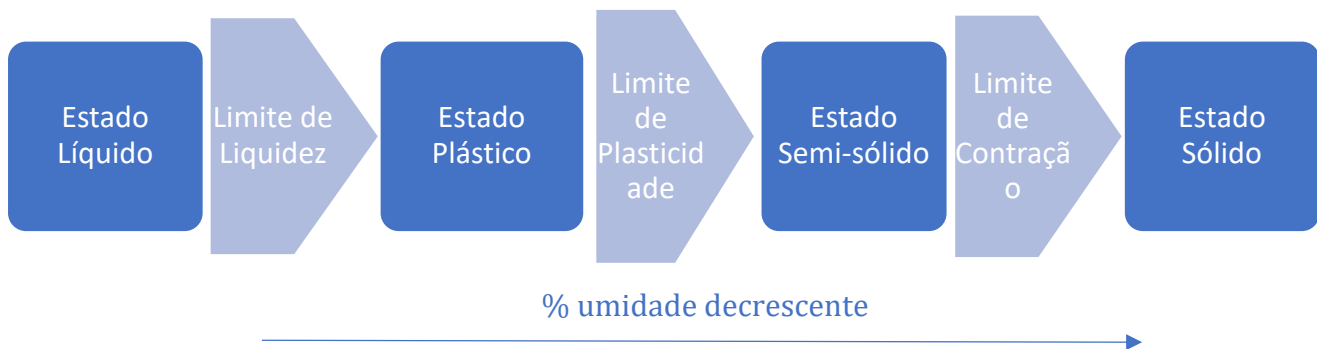 Estado
Líquido
Limite de
Liquidez
Estado
Plástico
Limite
de
Plasticid
ade
Estado
Semi-sólido
Limite
de
Contraçã
o
Estado
Sólido
% umidade decrescente